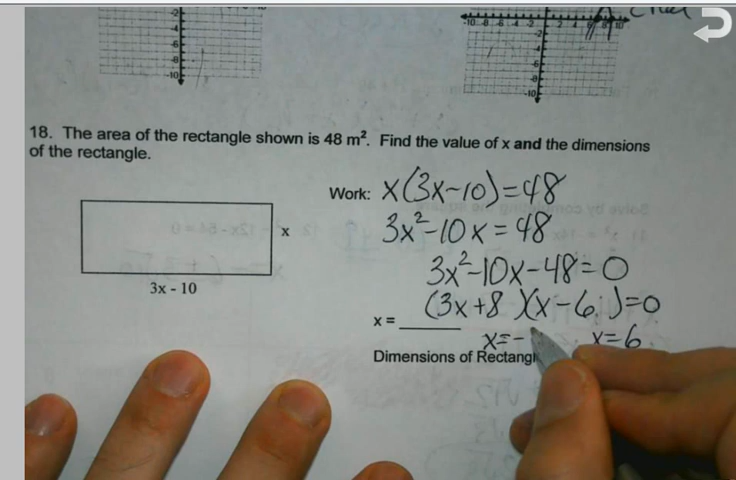 18. The area of the rectangle shown is 48 m². Find the value of x and the dimensions
of the rectangle.
Work: x(3x-10)=48
3x²-10x=48
x
3x²-10x-48=0
3x - 10
(3x+8)(x-6)=0
x =
x=- x=6
Dimensions of